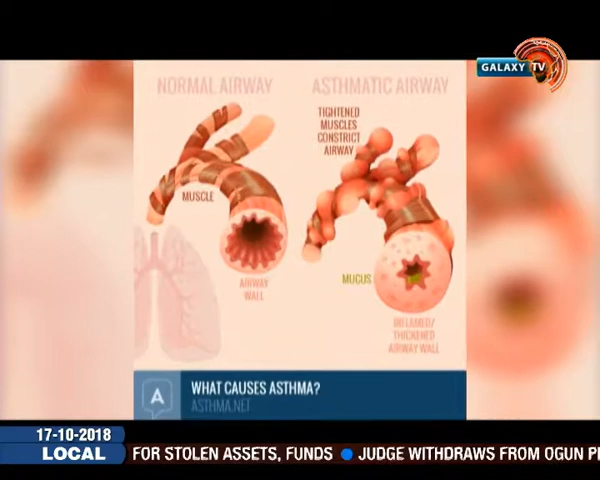 NORMAL AIRWAY
ASTHMATIC AIRWAY
GALAXY TV
TIGHTENED
MUSCLES
CONSTRICT
AIRWAY
MUSCLE
MUCUS
AIRWAY
WALL
INFLAMED/
THICKENED
AIRWAY WALL
A
WHAT CAUSES ASTHMA?
ASTHMA.NET
17-10-2018
LOCAL
FOR STOLEN ASSETS, FUNDS
JUDGE WITHDRAWS FROM OGUN